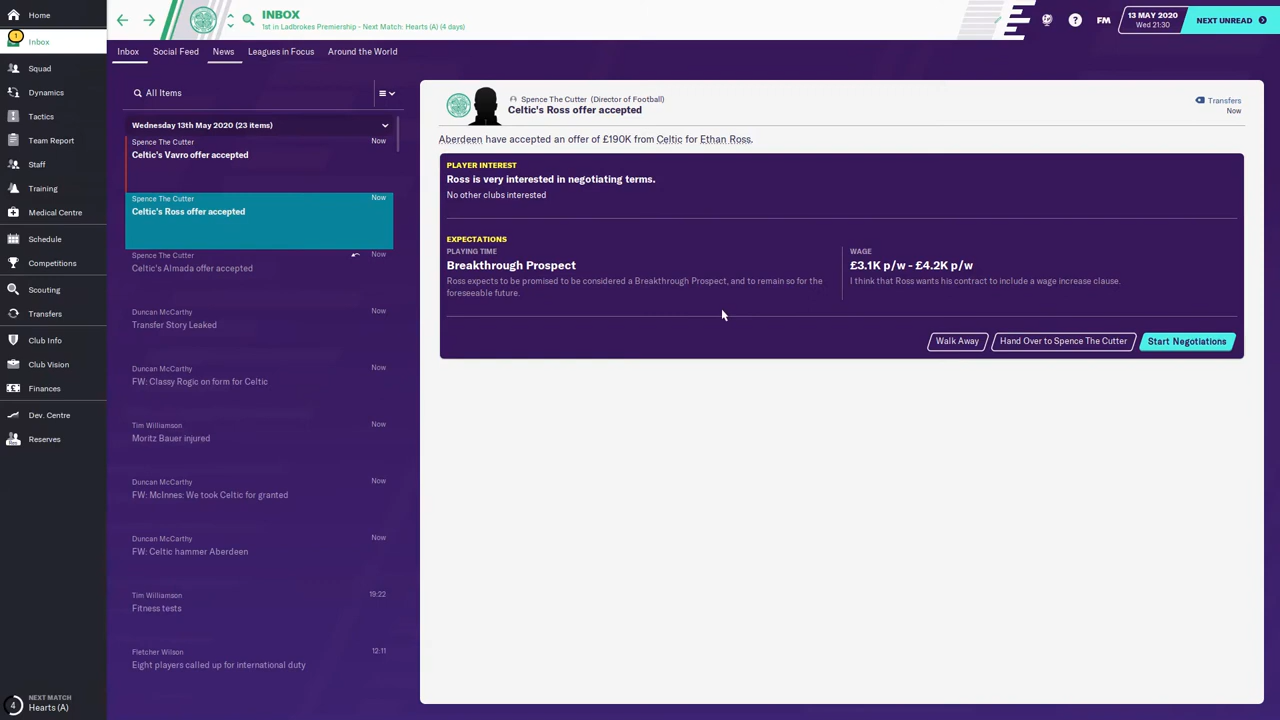 Home
1
Inbox
Squad
Dynamics
Tactics
Team Report
Staff
Training
Medical Centre
Schedule
Competitions
Scouting
Transfers
Club Info
Club Vision
Finances
Dev. Centre
Reserves
4
NEXT MATCH
Hearts (A)
INBOX
1st in Ladbrokes Premiership - Next Match: Hearts (A) (4 days)
?
FM
13 MAY 2020
Wed 21:30
NEXT UNREAD
Inbox
Social Feed
News
Leagues in Focus
Around the World
All Items
Wednesday 13th May 2020 (23 items)
Spence The Cutter
Now
Celtic's Vavro offer accepted
Spence The Cutter
Now
Celtic's Ross offer accepted
Spence The Cutter
Now
Celtic's Almada offer accepted
Duncan McCarthy
Now
Transfer Story Leaked
Duncan McCarthy
Now
FW: Classy Rogic on form for Celtic
Tim Williamson
Now
Moritz Bauer injured
Duncan McCarthy
Now
FW: McInnes: We took Celtic for granted
Duncan McCarthy
Now
FW: Celtic hammer Aberdeen
Tim Williamson
19:22
Fitness tests
Fletcher Wilson
12:11
Eight players called up for international duty
Spence The Cutter (Director of Football)
Celtic's Ross offer accepted
Transfers
Now
Aberdeen have accepted an offer of £190K from Celtic for Ethan Ross.
PLAYER INTEREST
Ross is very interested in negotiating terms.
No other clubs interested
EXPECTATIONS
PLAYING TIME
Breakthrough Prospect
Ross expects to be promised to be considered a Breakthrough Prospect, and to remain so for the
foreseeable future.
WAGE
£3.1K p/w - £4.2K p/w
I think that Ross wants his contract to include a wage increase clause.
Walk Away
Hand Over to Spence The Cutter
Start Negotiations